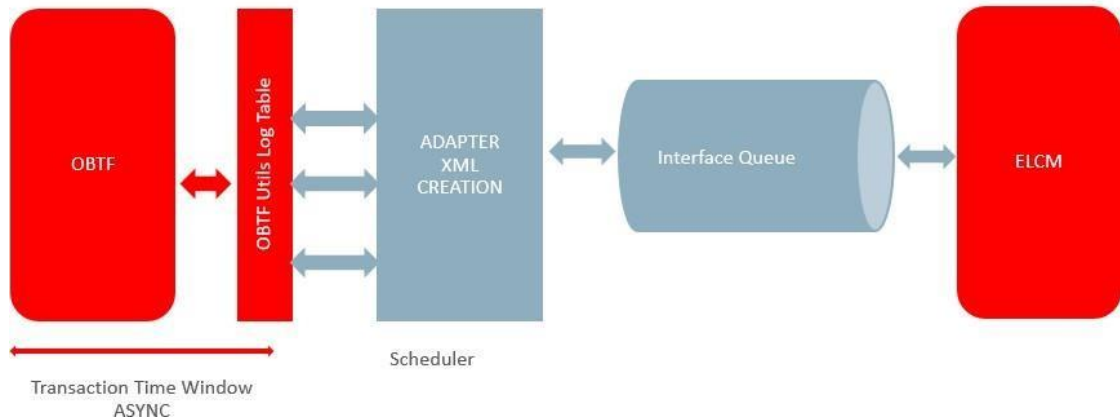 OBTF
OBTF Utils Log Table
ADAPTER
XML
CREATION
Interface Queue
ELCM
Scheduler
Transaction Time Window
ASYNC